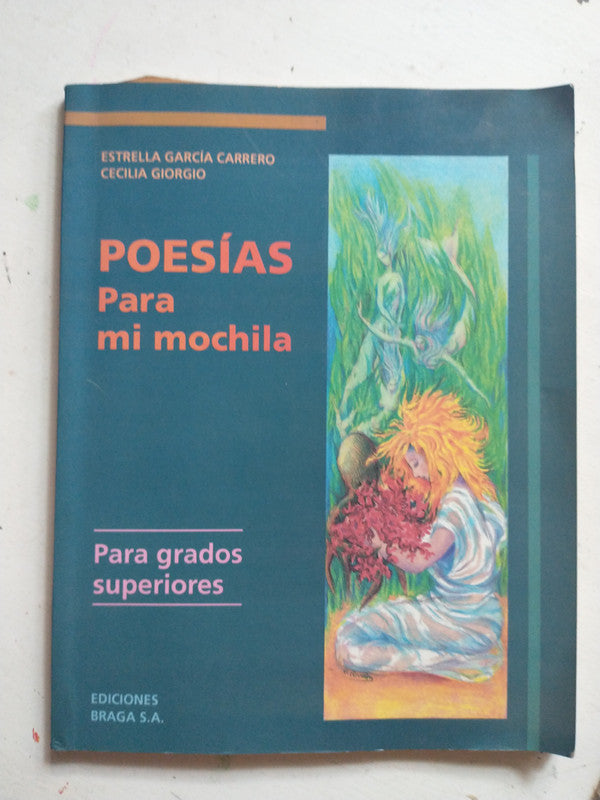 ESTRELLA GARCÍA CARRERO
CECILIA GIORGIO
POESÍAS
Para
mi mochila
Para grados
superiores
EDICIONES
BRAGA S.A.